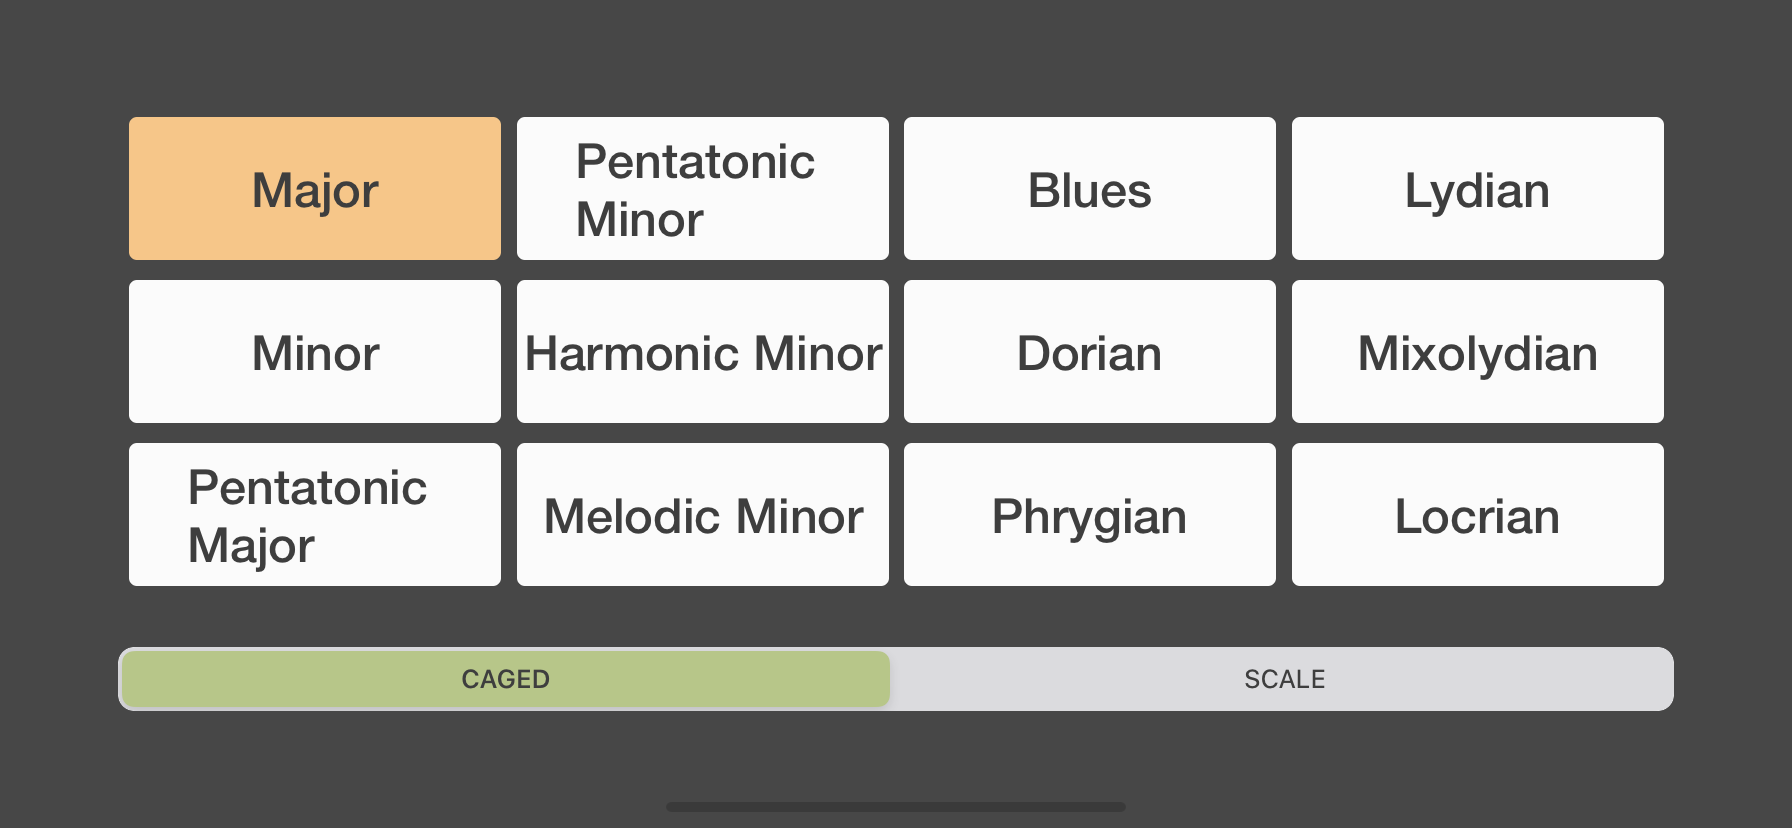 Major
Pentatonic
Minor
Blues
Lydian
Minor
Harmonic Minor
Dorian
Mixolydian
Pentatonic
Major
Melodic Minor
Phrygian
Locrian
CAGED
SCALE